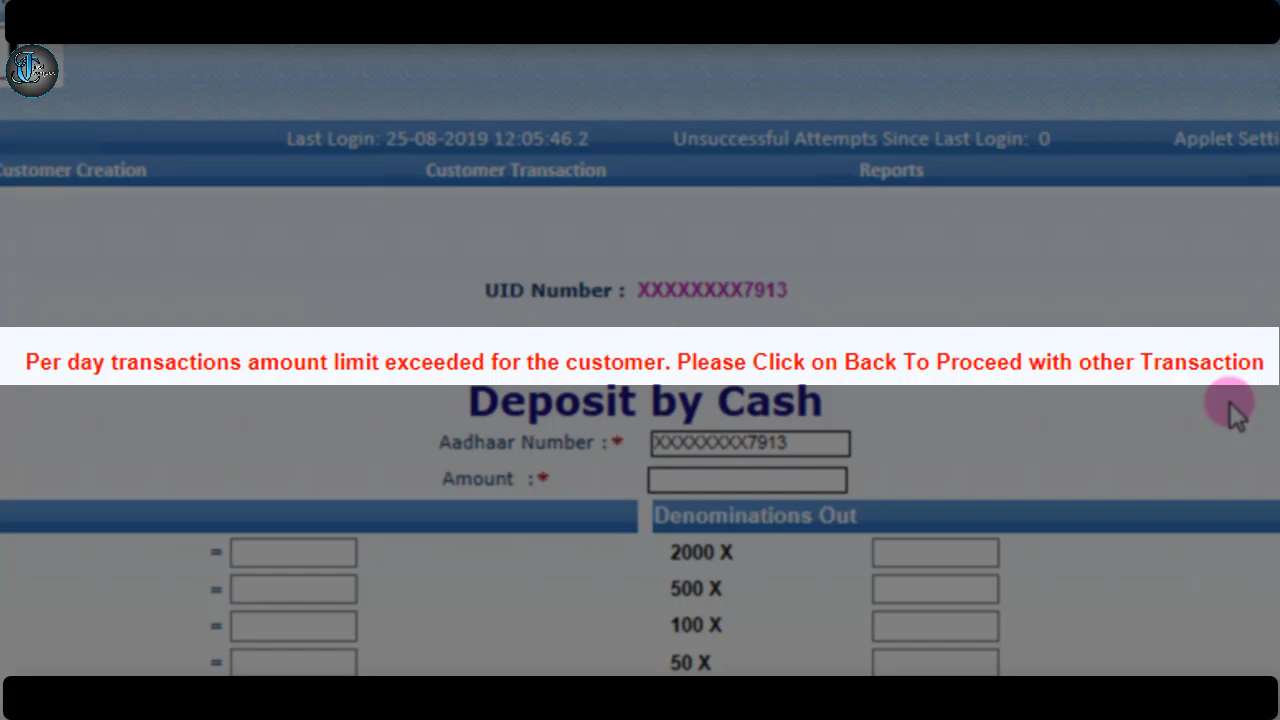 Last Login: 25-08-2019 12:05:46.2 Unsuccessful Attempts Since Last Login: 0 Applet Setti
ustomer Creation Customer Transaction Reports
UID Number : XXXXXXXX7913
Per day transactions amount limit exceeded for the customer. Please Click on Back To Proceed with other Transaction
Deposit by Cash
Aadhaar Number :* XXXXXXXX7913
Amount :*
Denominations Out
= 2000 X
= 500 X
= 100 X
= 50 X